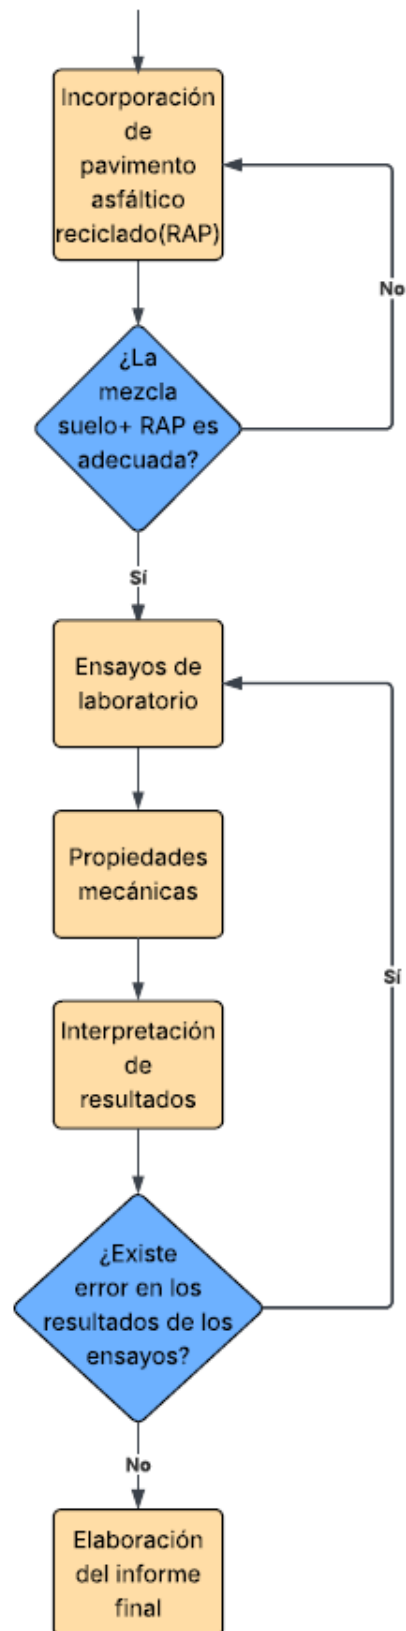 Incorporación
de
pavimento
asfáltico
reciclado(RAP)
No
¿La
mezcla
suelo+ RAP es
adecuada?
Sí
Ensayos de
laboratorio
Propiedades
mecánicas
Sí
Interpretación
de
resultados
¿Existe
error en los
resultados de los
ensayos?
No
Elaboración
del informe
final